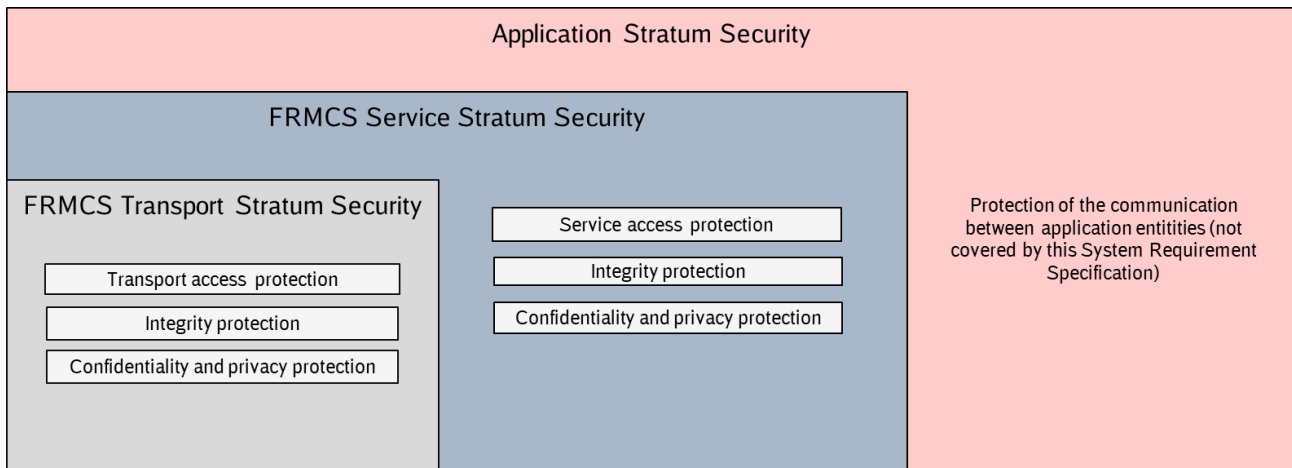 Application Stratum Security
FRMCS Service Stratum Security
FRMCS Transport Stratum Security
Transport access protection
Integrity protection
Confidentiality and privacy protection
Service access protection
Integrity protection
Confidentiality and privacy protection
Protection of the communication
between application entitities (not
covered by this System Requirement
Specification)